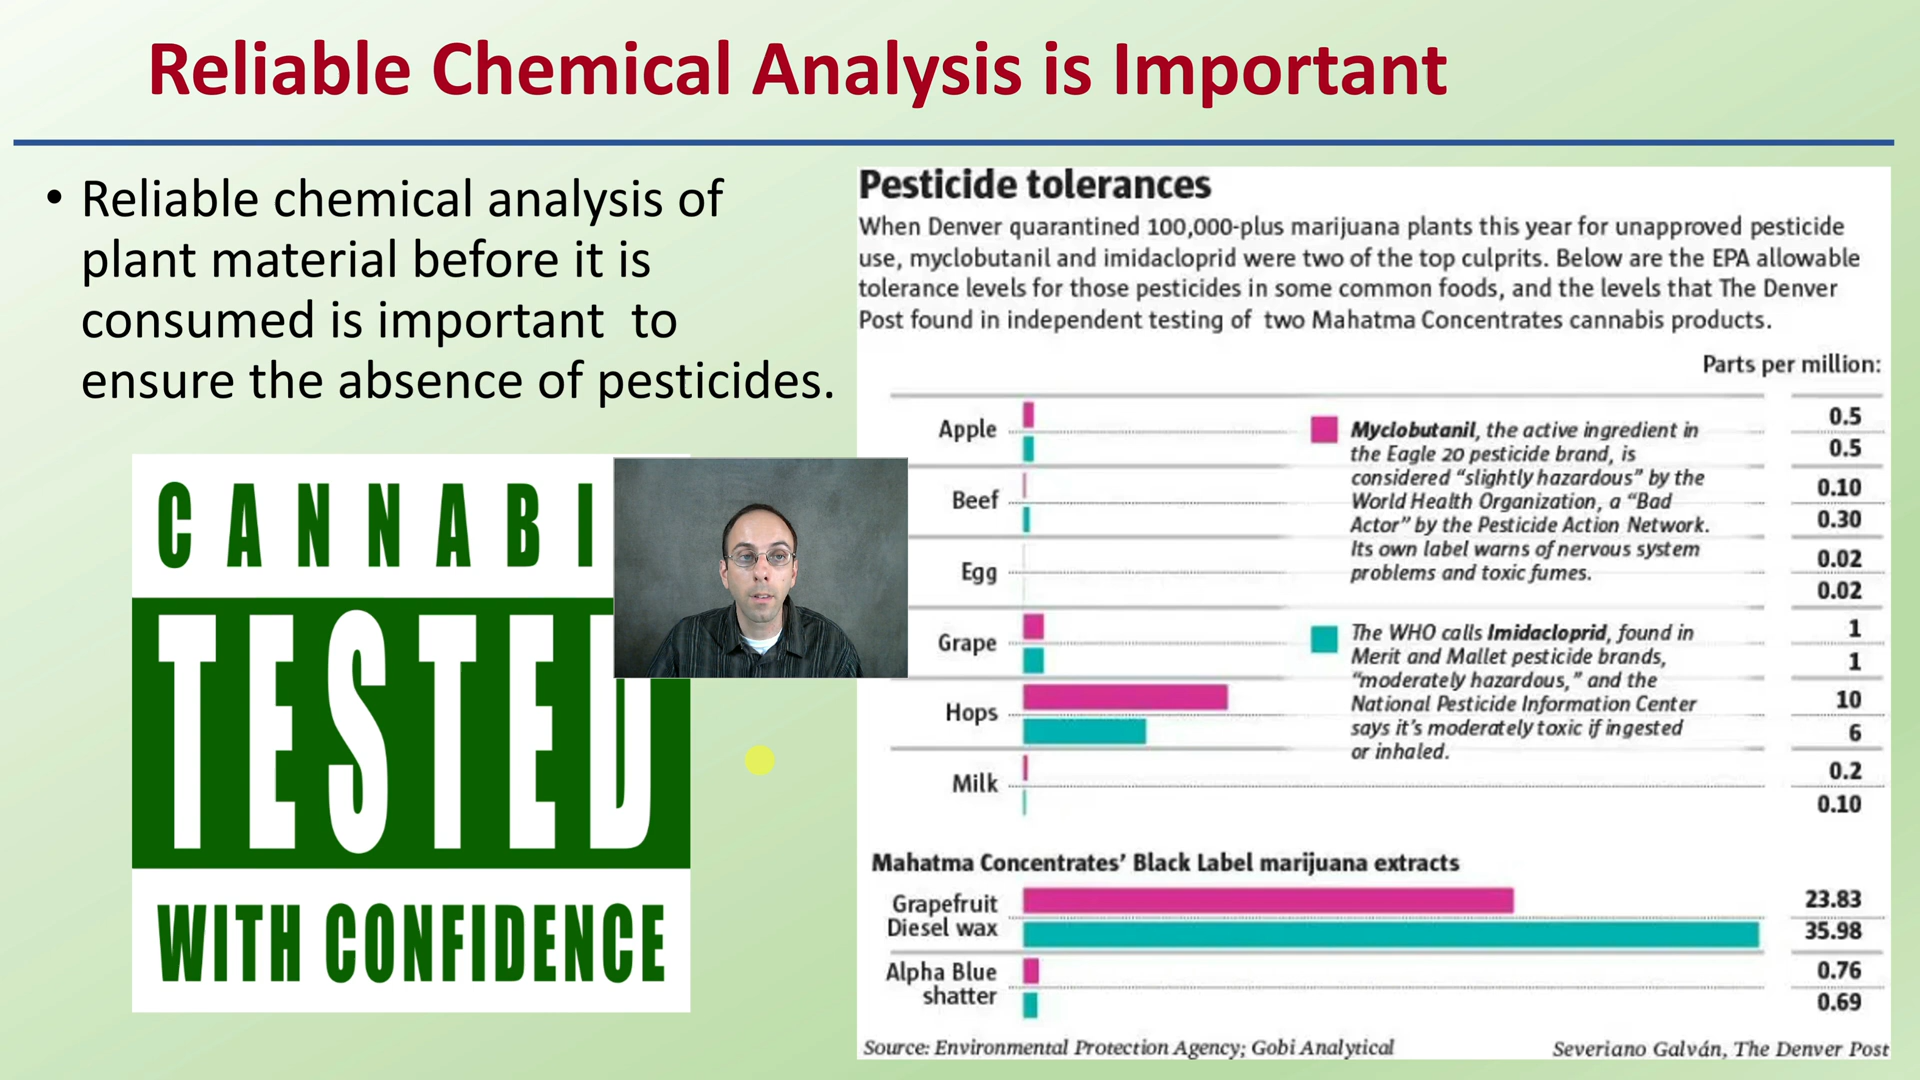 Reliable Chemical Analysis is Important
• Reliable chemical analysis of
plant material before it is
consumed is important to
ensure the absence of pesticides.
CANNABI
TESTED
WITH CONFIDENCE
Pesticide tolerances
When Denver quarantined 100,000-plus marijuana plants this year for unapproved pesticide
use, myclobutanil and imidacloprid were two of the top culprits. Below are the EPA allowable
tolerance levels for those pesticides in some common foods, and the levels that The Denver
Post found in independent testing of two Mahatma Concentrates cannabis products.
Parts per million:
Apple
0.5
0.5
Beef
0.10
0.30
Egg
0.02
0.02
Grape
1
1
Hops
10
6
Milk
0.2
0.10
Myclobutanil, the active ingredient in
the Eagle 20 pesticide brand, is
considered “slightly hazardous” by the
World Health Organization, a “Bad
Actor” by the Pesticide Action Network.
Its own label warns of nervous system
problems and toxic fumes.
The WHO calls Imidacloprid, found in
Merit and Mallet pesticide brands,
“moderately hazardous,” and the
National Pesticide Information Center
says it’s moderately toxic if ingested
or inhaled.
Mahatma Concentrates’ Black Label marijuana extracts
Grapefruit
Diesel wax
23.83
35.98
Alpha Blue
shatter
0.76
0.69
Source: Environmental Protection Agency; Gobi Analytical
Severiano Galván, The Denver Post